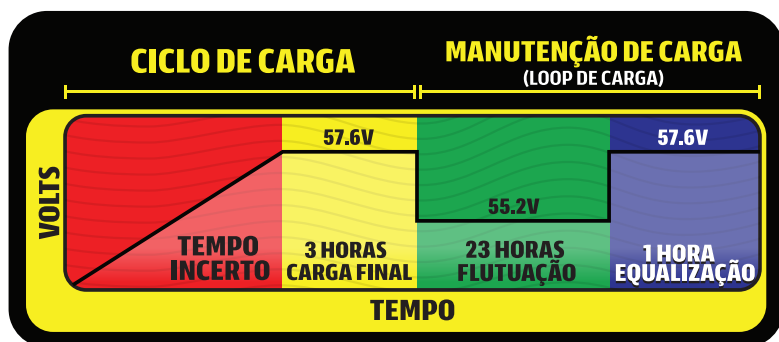 CICLO DE CARGA
MANUTENÇÃO DE CARGA
(LOOP DE CARGA)
VOLTS
57.6V
55.2V
57.6V
TEMPO
INCERTO
3 HORAS
CARGA FINAL
23 HORAS
FLUTUAÇÃO
1 HORA
EQUALIZAÇÃO
TEMPO